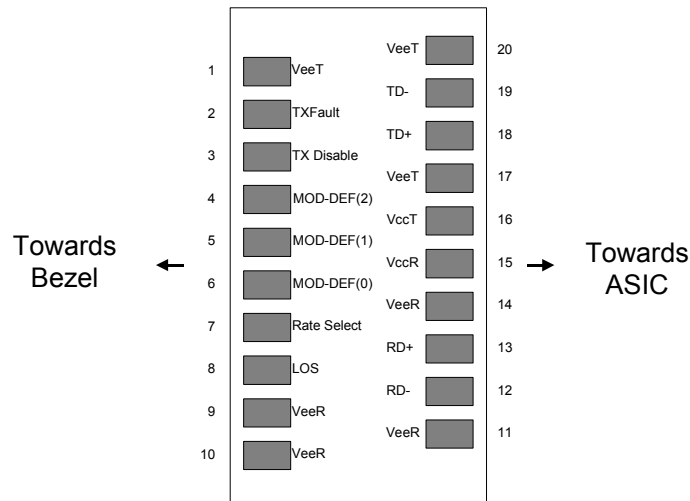 VeeT 20
1 VeeT
TD- 19
2 TXFault
TD+ 18
3 TX Disable
VeeT 17
4 MOD-DEF(2)
VccT 16
5 MOD-DEF(1)
Towards
Bezel
VccR 15
Towards
ASIC
6 MOD-DEF(0)
VeeR 14
7 Rate Select
RD+ 13
8 LOS
RD- 12
9 VeeR
VeeR 11
10 VeeR